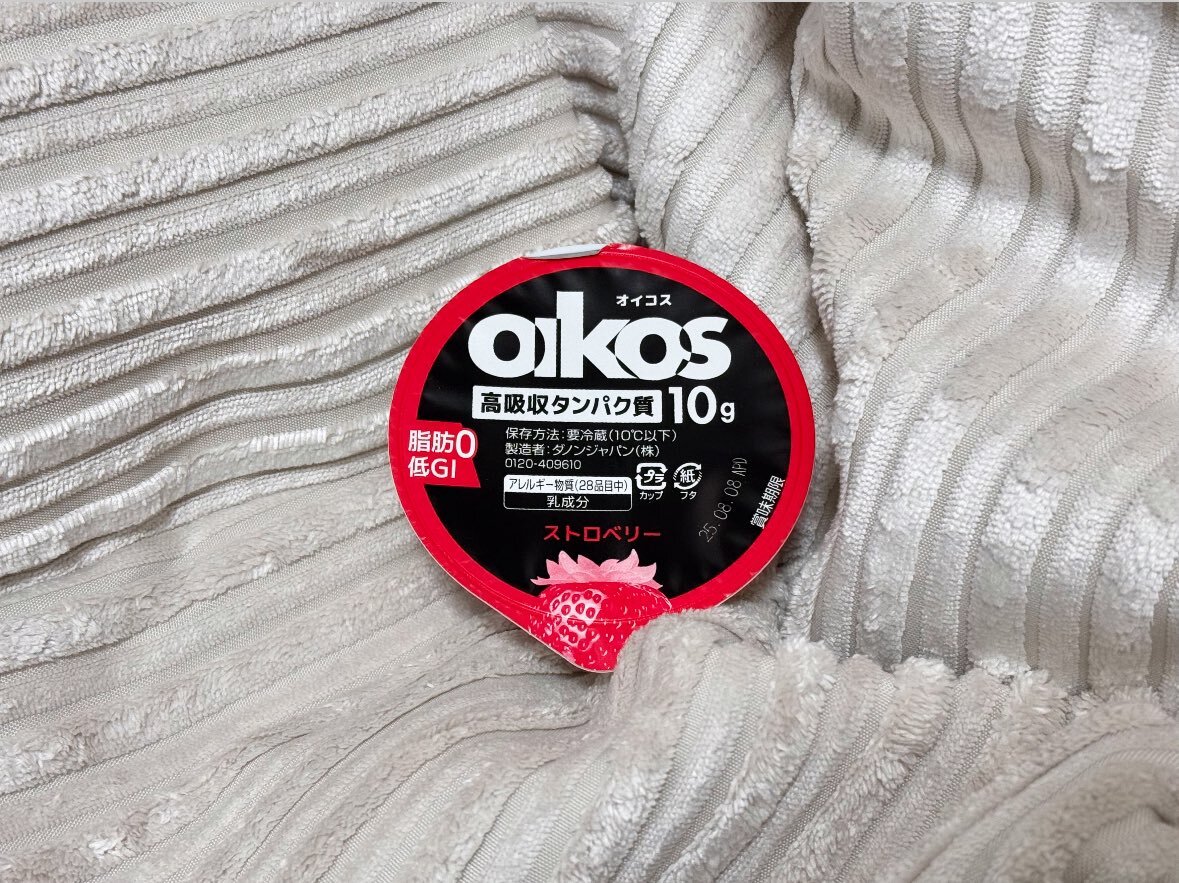 オイコス
oikos
高吸収タンパク質 10g
脂肪0
低GI
保存方法:要冷蔵(10℃以下)
製造者:ダノンジャパン(株)
0120-409610
アレルギー物質(28品目中)
乳成分
プラ
カップ
紙
フタ
25.08.08 APD
賞味期限
ストロベリー